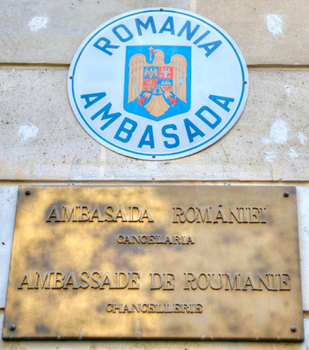 ROMANIA
AMBASADA
AMBASADA ROMÂNIEI
CANCELARIA
AMBASSADE DE ROUMANIE
CHANCELLERIE